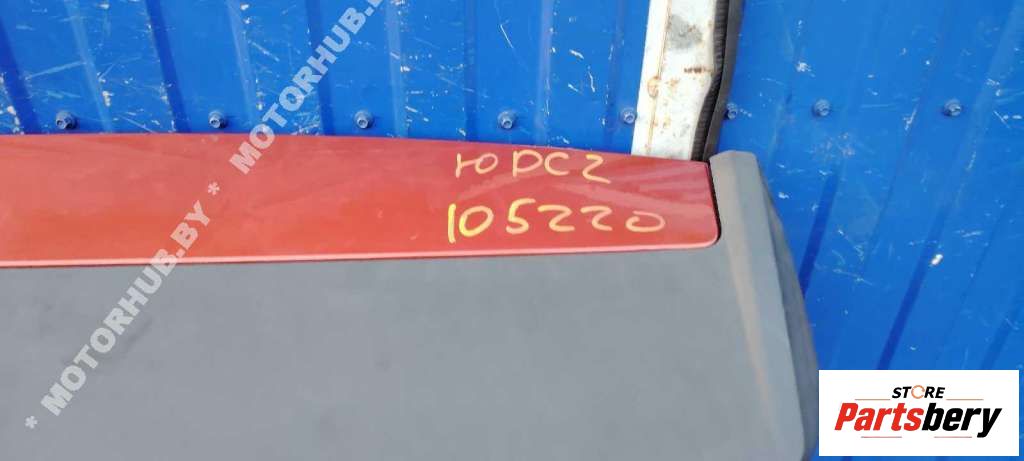 ЮРС2
105220
* MOTORHUB.BY * MOTORHUB.BY *
STORE
Partsbery